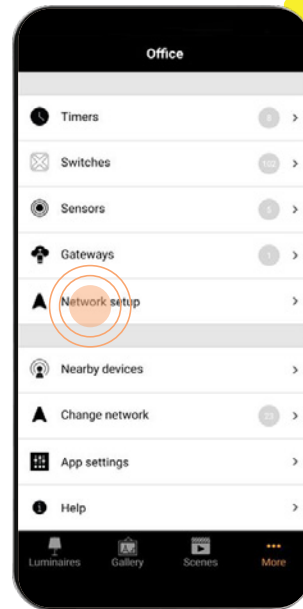 Office
Timers
Switches 102
Sensors 5
Gateways 1
Network setup
Nearby devices
Change network 23
App settings
Help
Luminaires Gallery Scenes More